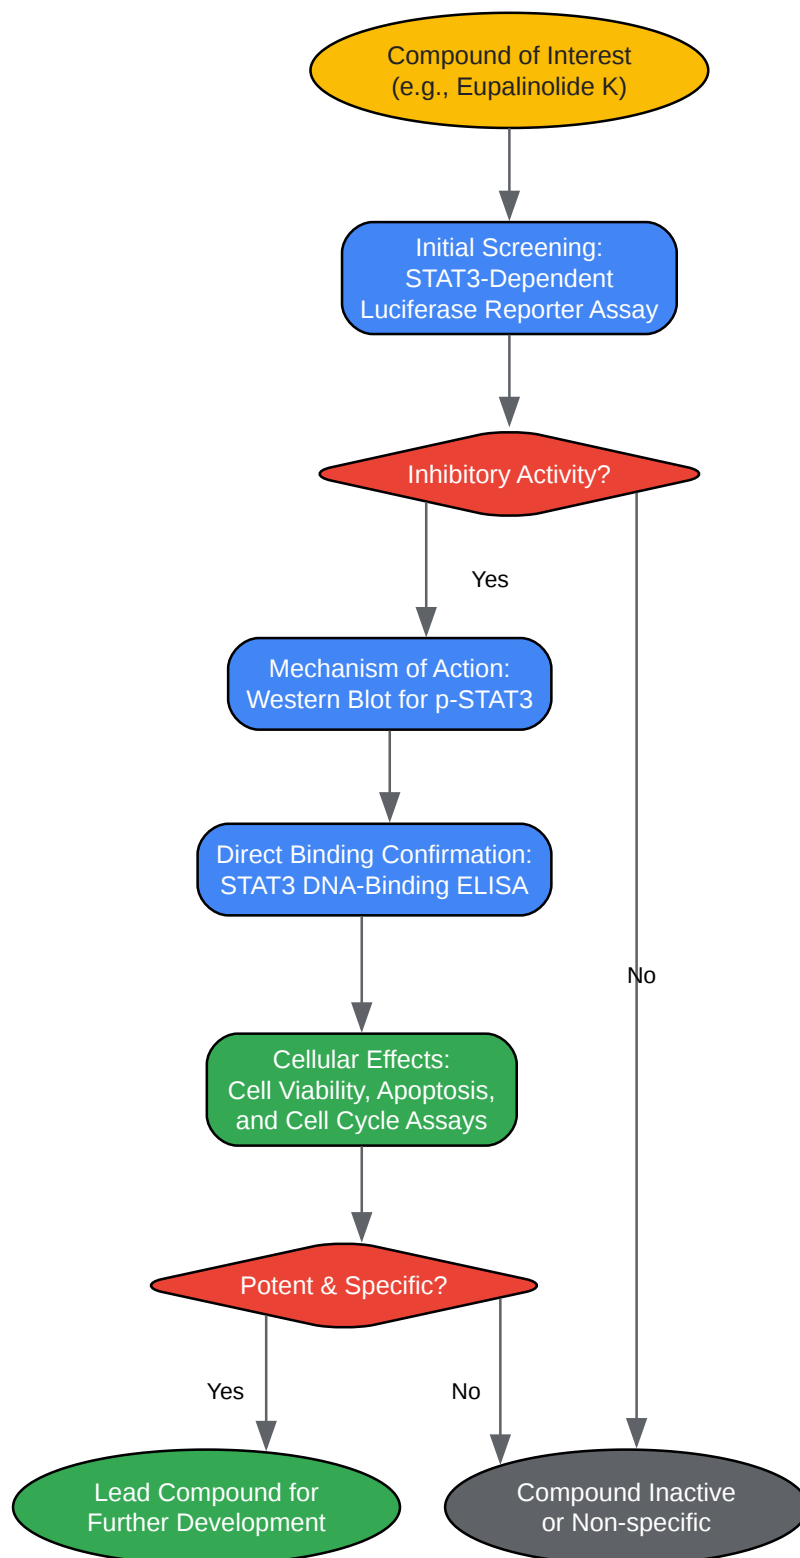 Compound of Interest
(e.g., Eupalinolide K)
Initial Screening:
STAT3-Dependent
Luciferase Reporter Assay
Inhibitory Activity?
Yes
Mechanism of Action:
Western Blot for p-STAT3
Direct Binding Confirmation:
STAT3 DNA-Binding ELISA
No
Cellular Effects:
Cell Viability, Apoptosis,
and Cell Cycle Assays
Potent & Specific?
Yes
No
Lead Compound for
Further Development
Compound Inactive
or Non-specific